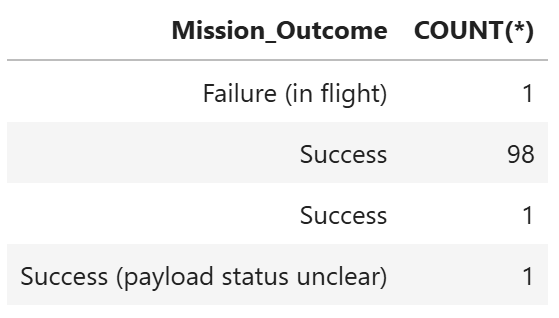 Mission_Outcome COUNT(*)
Failure (in flight) 1
Success 98
Success 1
Success (payload status unclear) 1